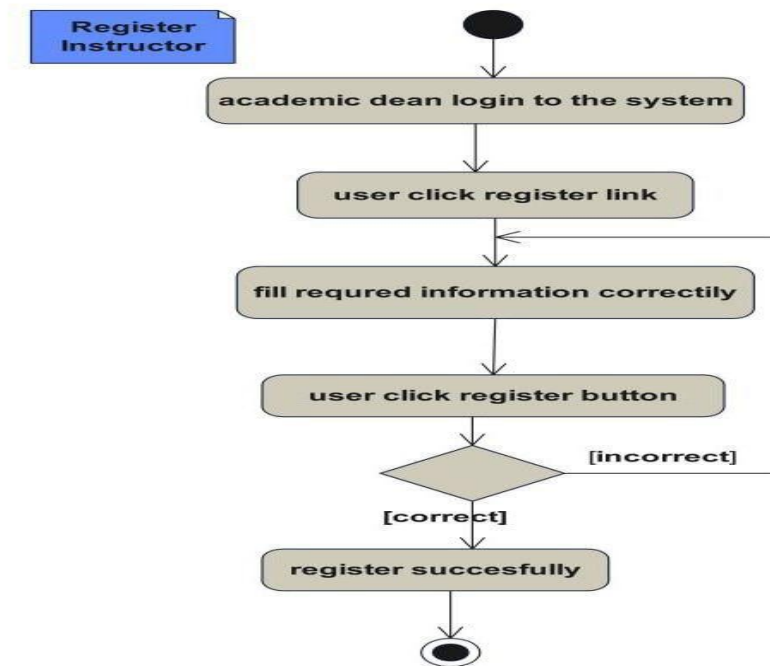 Register
Instructor
academic dean login to the system
user click register link
fill requred information correctily
user click register button
[incorrect]
[correct]
register succesfully